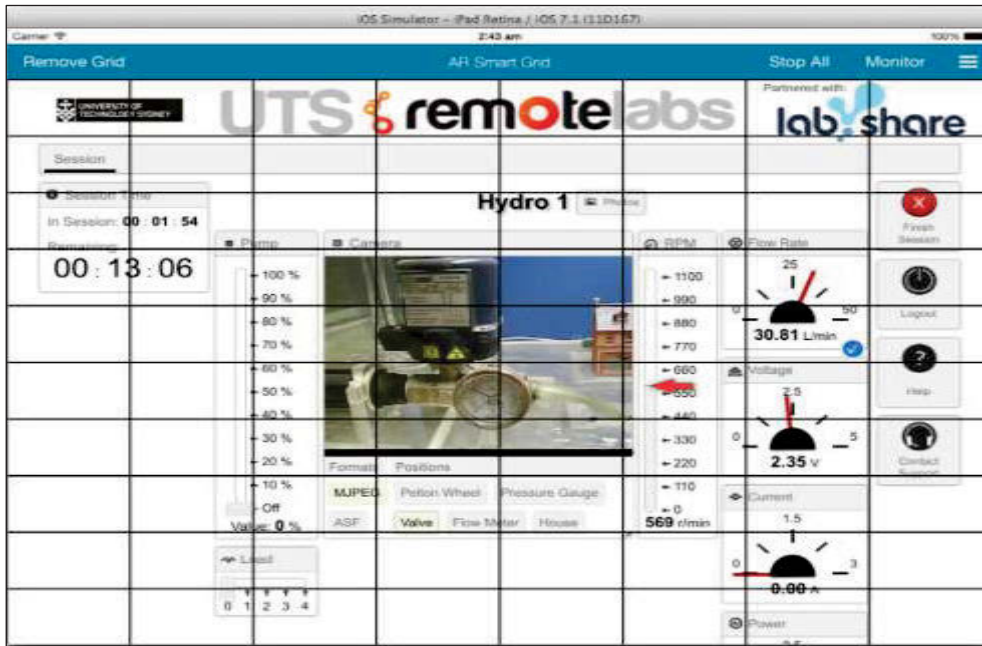 iOS Simulator – iPad Retina / iOS 7.1 (11D167)
Carrier 2:43 am 100%
Remove Grid AR Smart Grid Stop All Monitor
UNIVERSITY OF
TECHNOLOGY SYDNEY
UTS remotelabs
Partnered with:
lab share
Session
Session Time
In Session: 00 : 01 : 54
Remaining:
00 : 13 : 06
Hydro 1 Photos
Finish
Session
Logout
Help
Contact
Support
Pump
100 %
90 %
80 %
70 %
60 %
50 %
40 %
30 %
20 %
10 %
Off
Value: 0 %
Load
0 1 2 3 4
Camera
Formats Positions
MJPEG Pelton Wheel Pressure Gauge
ASF Valve Flow Meter House
RPM
1100
990
880
770
660
550
440
330
220
110
0
569 r/min
Flow Rate
25
0 50
30.81 L/min
Voltage
2.5
0 5
2.35 V
Current
1.5
0 3
0.00 A
Power